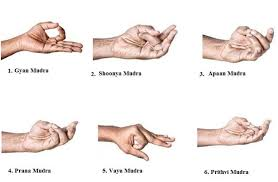 1. Gyan Mudra
2. Shoonya Mudra
3. Apaan Mudra
4. Prana Mudra
5. Vayu Mudra
6. Prithvi Mudra